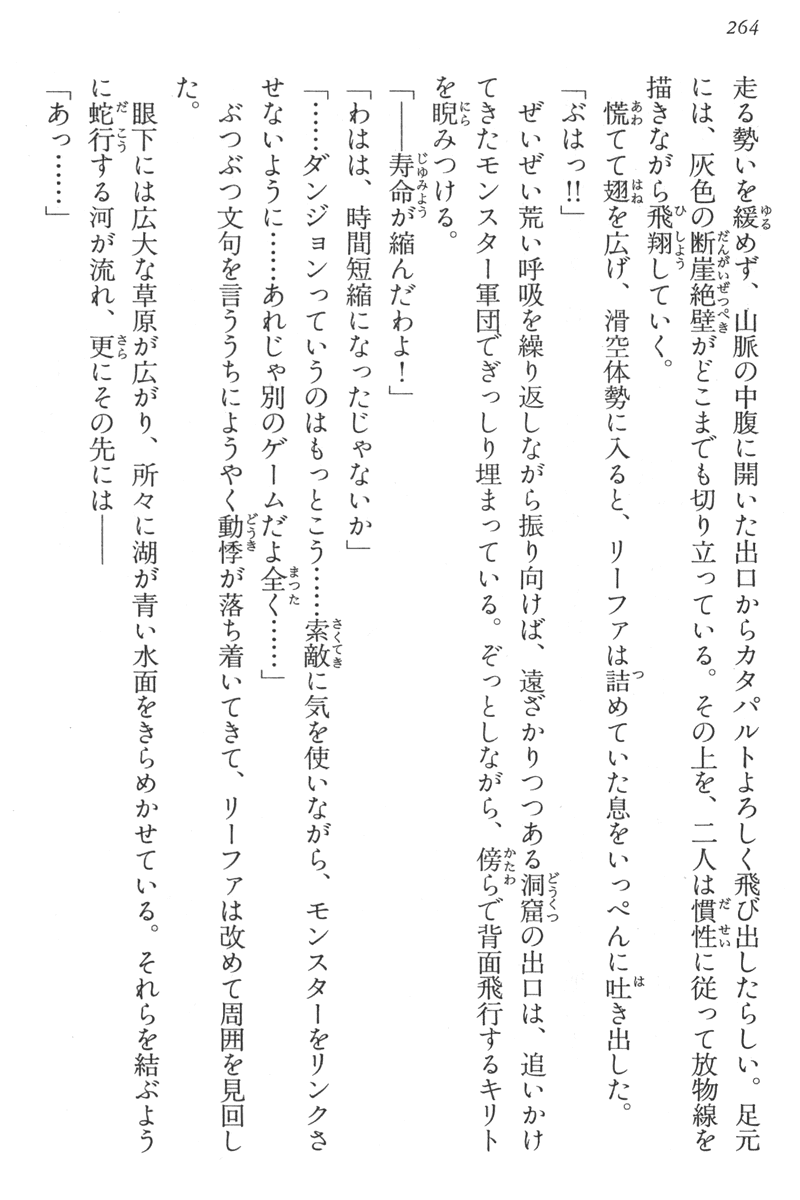 264
走る勢いを緩めず、山脈の中腹に開いた出口からカタパルトよろしく飛び出したらしい。足元
には、灰色の断崖絶壁がどこまでも切り立っている。その上を、二人は慣性に従って放物線を
描きながら飛翔していく。
慌てて翅を広げ、滑空体勢に入ると、リーファは詰めていた息をいっぺんに吐き出した。
「ぶはっ!!」
ぜいぜい荒い呼吸を繰り返しながら振り向けば、遠ざかりつつある洞窟の出口は、追いかけ
てきたモンスター軍団でぎっしり埋まっている。ぞっとしながら、傍らで背面飛行するキリト
を睨みつける。
「――寿命が縮んだわよ！」
「わはは、時間短縮になったじゃないか」
「……ダンジョンっていうのはもっとこう……索敵に気を使いながら、モンスターをリンクさ
せないように……あれじゃ別のゲームだよ全く……」
ぶつぶつ文句を言ううちにようやく動悸が落ち着いてきて、リーファは改めて周囲を見回し
た。
眼下には広大な草原が広がり、所々に湖が青い水面をきらめかせている。それらを結ぶよう
に蛇行する河が流れ、更にその先には――
「あっ……」